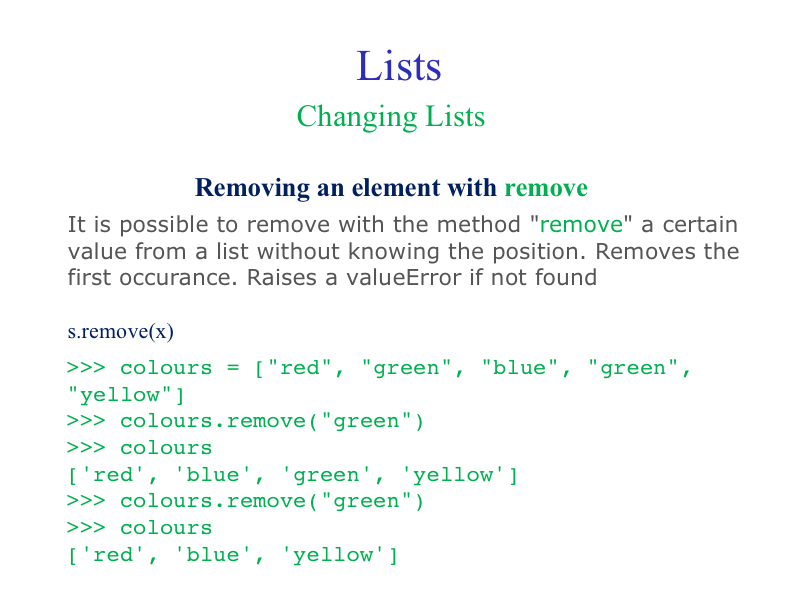 Lists
Changing Lists
Removing an element with remove
It is possible to remove with the method "remove" a certain
value from a list without knowing the position. Removes the
first occurance. Raises a valueError if not found
s.remove(x)
>>> colours = ["red", "green", "blue", "green",
"yellow"]
>>> colours.remove("green")
>>> colours
['red', 'blue', 'green', 'yellow']
>>> colours.remove("green")
>>> colours
['red', 'blue', 'yellow']